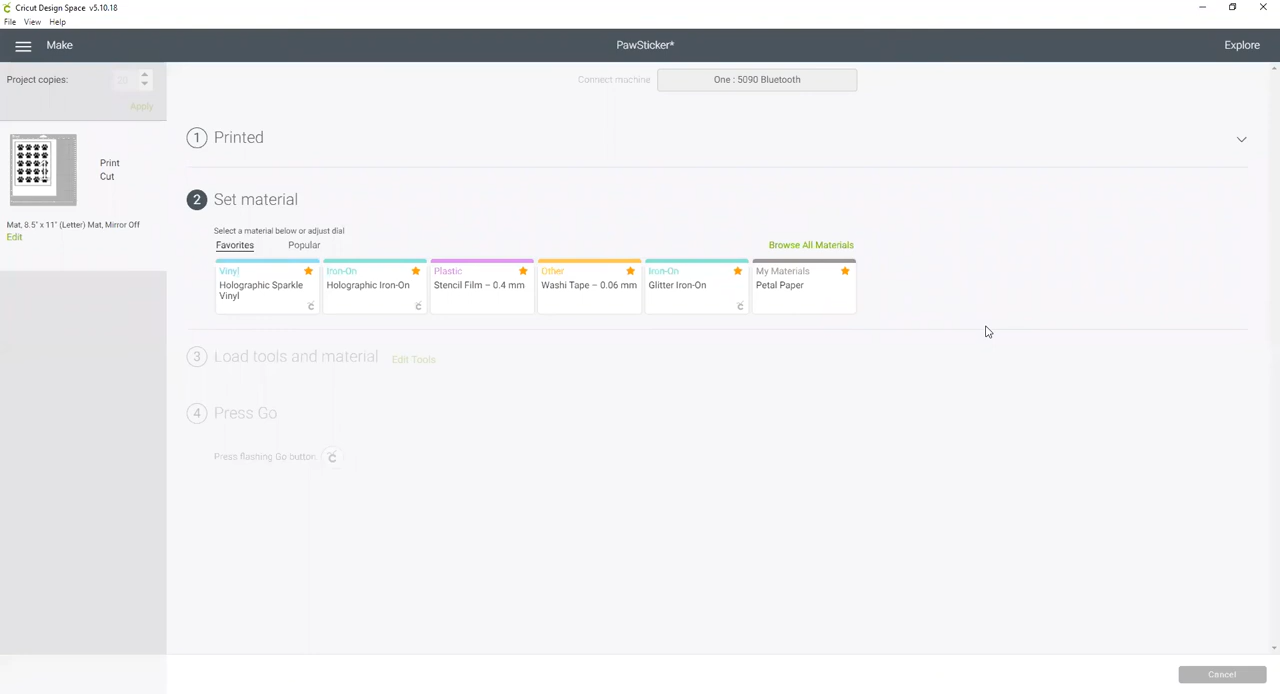 Cricut Design Space v5.10.18
File View Help
Make
PawSticker*
Explore
Project copies:
20
Apply
Connect machine
One : 5090 Bluetooth
1 Printed
Print
Cut
Mat, 8.5" x 11" (Letter) Mat, Mirror Off
Edit
2 Set material
Select a material below or adjust dial
Favorites Popular Browse All Materials
Vinyl
Holographic Sparkle
Vinyl
Iron-On
Holographic Iron-On
Plastic
Stencil Film – 0.4 mm
Other
Washi Tape – 0.06 mm
Iron-On
Glitter Iron-On
My Materials
Petal Paper
3 Load tools and material Edit Tools
4 Press Go
Press flashing Go button.
Cancel